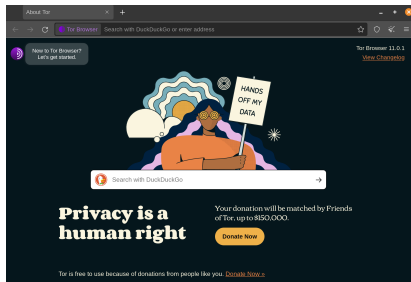 About Tor
Tor Browser
Search with DuckDuckGo or enter address
New to Tor Browser?
Let's get started.
Tor Browser 11.0.1
View Changelog
HANDS
OFF MY
DATA
Search with DuckDuckGo
Privacy is a
human right
Your donation will be matched by Friends
of Tor, up to $150,000.
Donate Now
Tor is free to use because of donations from people like you. Donate Now »